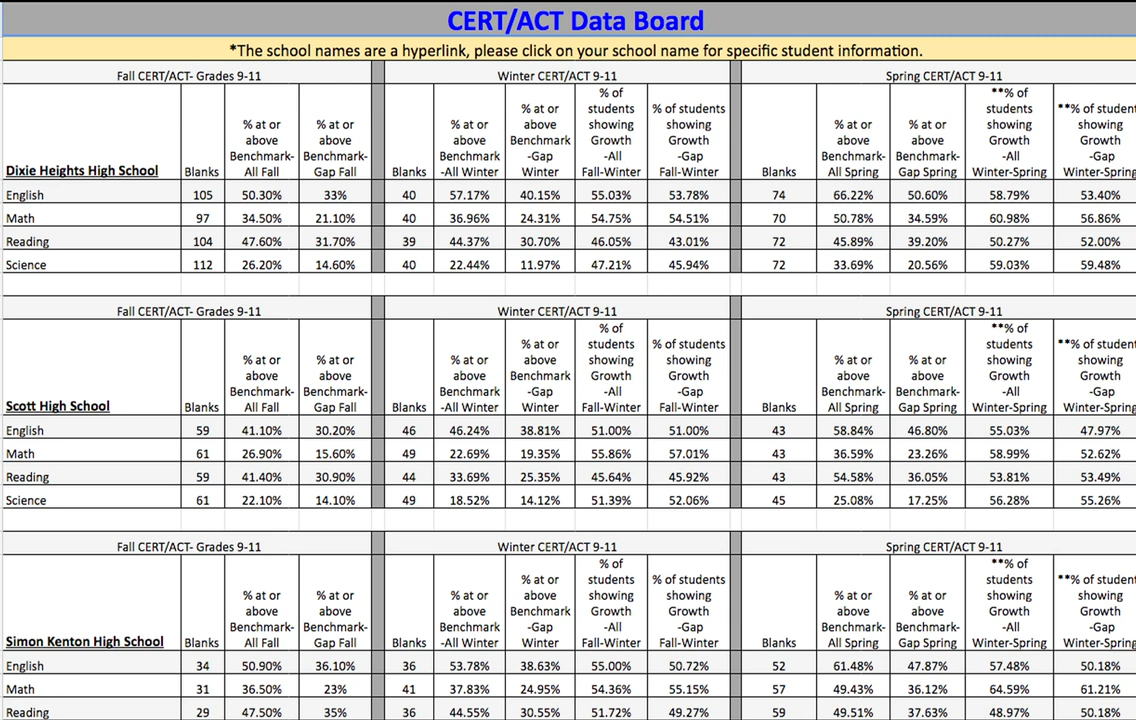 CERT/ACT Data Board
*The school names are a hyperlink, please click on your school name for specific student information.
Fall CERT/ACT- Grades 9-11 Winter CERT/ACT 9-11 Spring CERT/ACT 9-11
Dixie Heights High School Blanks % at or above Benchmark- All Fall % at or above Benchmark- Gap Fall Blanks % at or above Benchmark -All Winter % at or above Benchmark -Gap Winter % of students showing Growth -All Fall-Winter % of students showing Growth -Gap Fall-Winter Blanks % at or above Benchmark- All Spring % at or above Benchmark- Gap Spring **% of students showing Growth -All Winter-Spring **% of student showing Growth -Gap Winter-Spring
English 105 50.30% 33% 40 57.17% 40.15% 55.03% 53.78% 74 66.22% 50.60% 58.79% 53.40%
Math 97 34.50% 21.10% 40 36.96% 24.31% 54.75% 54.51% 70 50.78% 34.59% 60.98% 56.86%
Reading 104 47.60% 31.70% 39 44.37% 30.70% 46.05% 43.01% 72 45.89% 39.20% 50.27% 52.00%
Science 112 26.20% 14.60% 40 22.44% 11.97% 47.21% 45.94% 72 33.69% 20.56% 59.03% 59.48%
Fall CERT/ACT- Grades 9-11 Winter CERT/ACT 9-11 Spring CERT/ACT 9-11
Scott High School Blanks % at or above Benchmark- All Fall % at or above Benchmark- Gap Fall Blanks % at or above Benchmark -All Winter % at or above Benchmark -Gap Winter % of students showing Growth -All Fall-Winter % of students showing Growth -Gap Fall-Winter Blanks % at or above Benchmark- All Spring % at or above Benchmark- Gap Spring **% of students showing Growth -All Winter-Spring **% of student showing Growth -Gap Winter-Spring
English 59 41.10% 30.20% 46 46.24% 38.81% 51.00% 51.00% 43 58.84% 46.80% 55.03% 47.97%
Math 61 26.90% 15.60% 49 22.69% 19.35% 55.86% 57.01% 43 36.59% 23.26% 58.99% 52.62%
Reading 59 41.40% 30.90% 44 33.69% 25.35% 45.64% 45.92% 43 54.58% 36.05% 53.81% 53.49%
Science 61 22.10% 14.10% 49 18.52% 14.12% 51.39% 52.06% 45 25.08% 17.25% 56.28% 55.26%
Fall CERT/ACT- Grades 9-11 Winter CERT/ACT 9-11 Spring CERT/ACT 9-11
Simon Kenton High School Blanks % at or above Benchmark- All Fall % at or above Benchmark- Gap Fall Blanks % at or above Benchmark -All Winter % at or above Benchmark -Gap Winter % of students showing Growth -All Fall-Winter % of students showing Growth -Gap Fall-Winter Blanks % at or above Benchmark- All Spring % at or above Benchmark- Gap Spring **% of students showing Growth -All Winter-Spring **% of student showing Growth -Gap Winter-Spring
English 34 50.90% 36.10% 36 53.78% 38.63% 55.00% 50.72% 52 61.48% 47.87% 57.48% 50.18%
Math 31 36.50% 23% 41 37.83% 24.95% 54.36% 55.15% 57 49.43% 36.12% 64.59% 61.21%
Reading 29 47.50% 35% 36 44.55% 30.55% 51.72% 49.27% 59 49.51% 37.63% 48.97% 50.18%